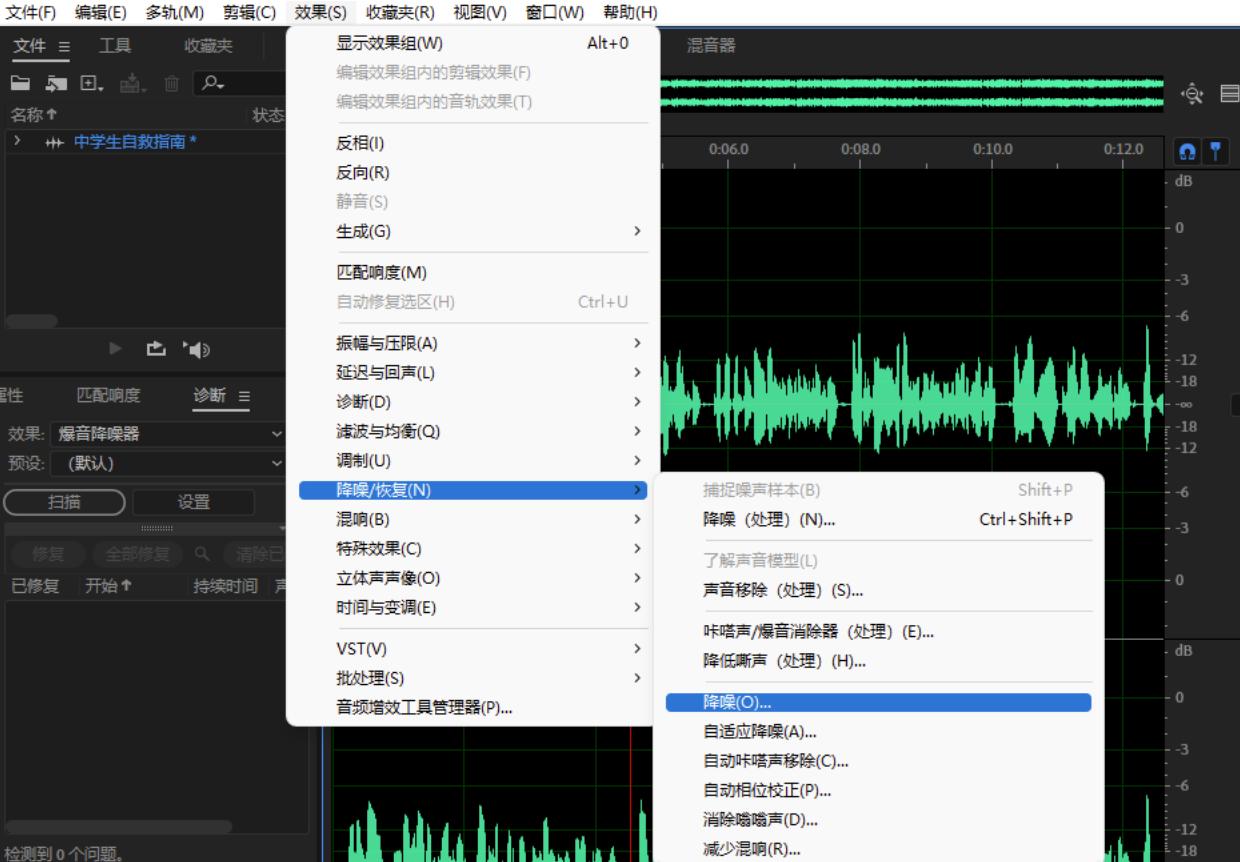 文件(F) 编辑(E) 多轨(M) 剪辑(C) 效果(S) 收藏夹(R) 视图(V) 窗口(W) 帮助(H)
文件 工具 收藏夹
名称↑ 状态
中学生自救指南 *
属性 匹配响度 诊断
效果: 爆音降噪器
预设: (默认)
扫描 设置
修复 全部修复 清除已
已修复 开始↑ 持续时间 声
检测到 0 个问题。
显示效果组(W) Alt+0
编辑效果组内的剪辑效果(F)
编辑效果组内的音轨效果(T)
反相(I)
反向(R)
静音(S)
生成(G)
匹配响度(M)
自动修复选区(H) Ctrl+U
振幅与压限(A)
延迟与回声(L)
诊断(D)
滤波与均衡(Q)
调制(U)
降噪/恢复(N)
混响(B)
特殊效果(C)
立体声声像(O)
时间与变调(E)
VST(V)
批处理(S)
音频增效工具管理器(P)...
捕捉噪声样本(B) Shift+P
降噪（处理）(N)... Ctrl+Shift+P
了解声音模型(L)
声音移除（处理）(S)...
咔嗒声/爆音消除器（处理）(E)...
降低嘶声（处理）(H)...
降噪(O)...
自适应降噪(A)...
自动咔嗒声移除(C)...
自动相位校正(P)...
消除嗡嗡声(D)...
减少混响(R)...
混音器
0:06.0 0:08.0 0:10.0 0:12.0
dB
0
-3
-6
-12
-18
-∞
-18
-12
-6
-3
0
dB
0
-3
-6
-12
-18